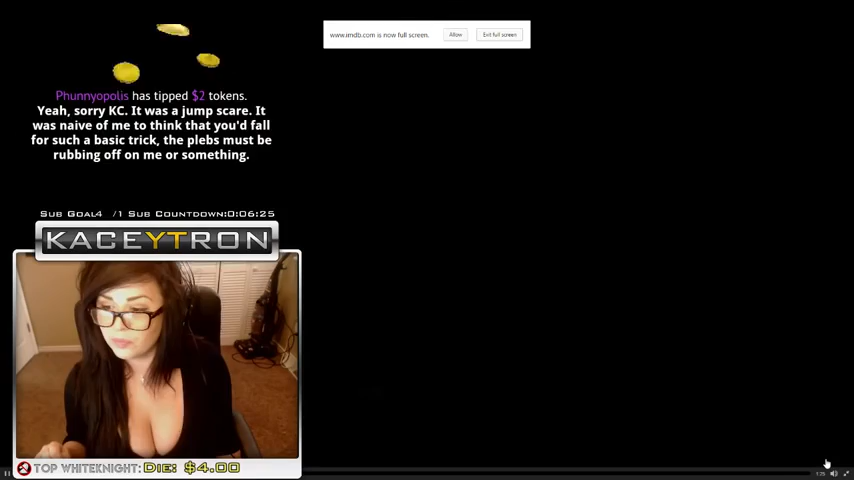 www.imdb.com is now full screen. Allow Exit full screen
Phunnyopolis has tipped $2 tokens.
Yeah, sorry KC. It was a jump scare. It
was naive of me to think that you'd fall
for such a basic trick, the plebs must be
rubbing off on me or something.
Sub Goal4 /1 Sub Countdown:0:06:25
KACEYTRON
TOP WHITEKNIGHT: DIE: $4.00
1:25